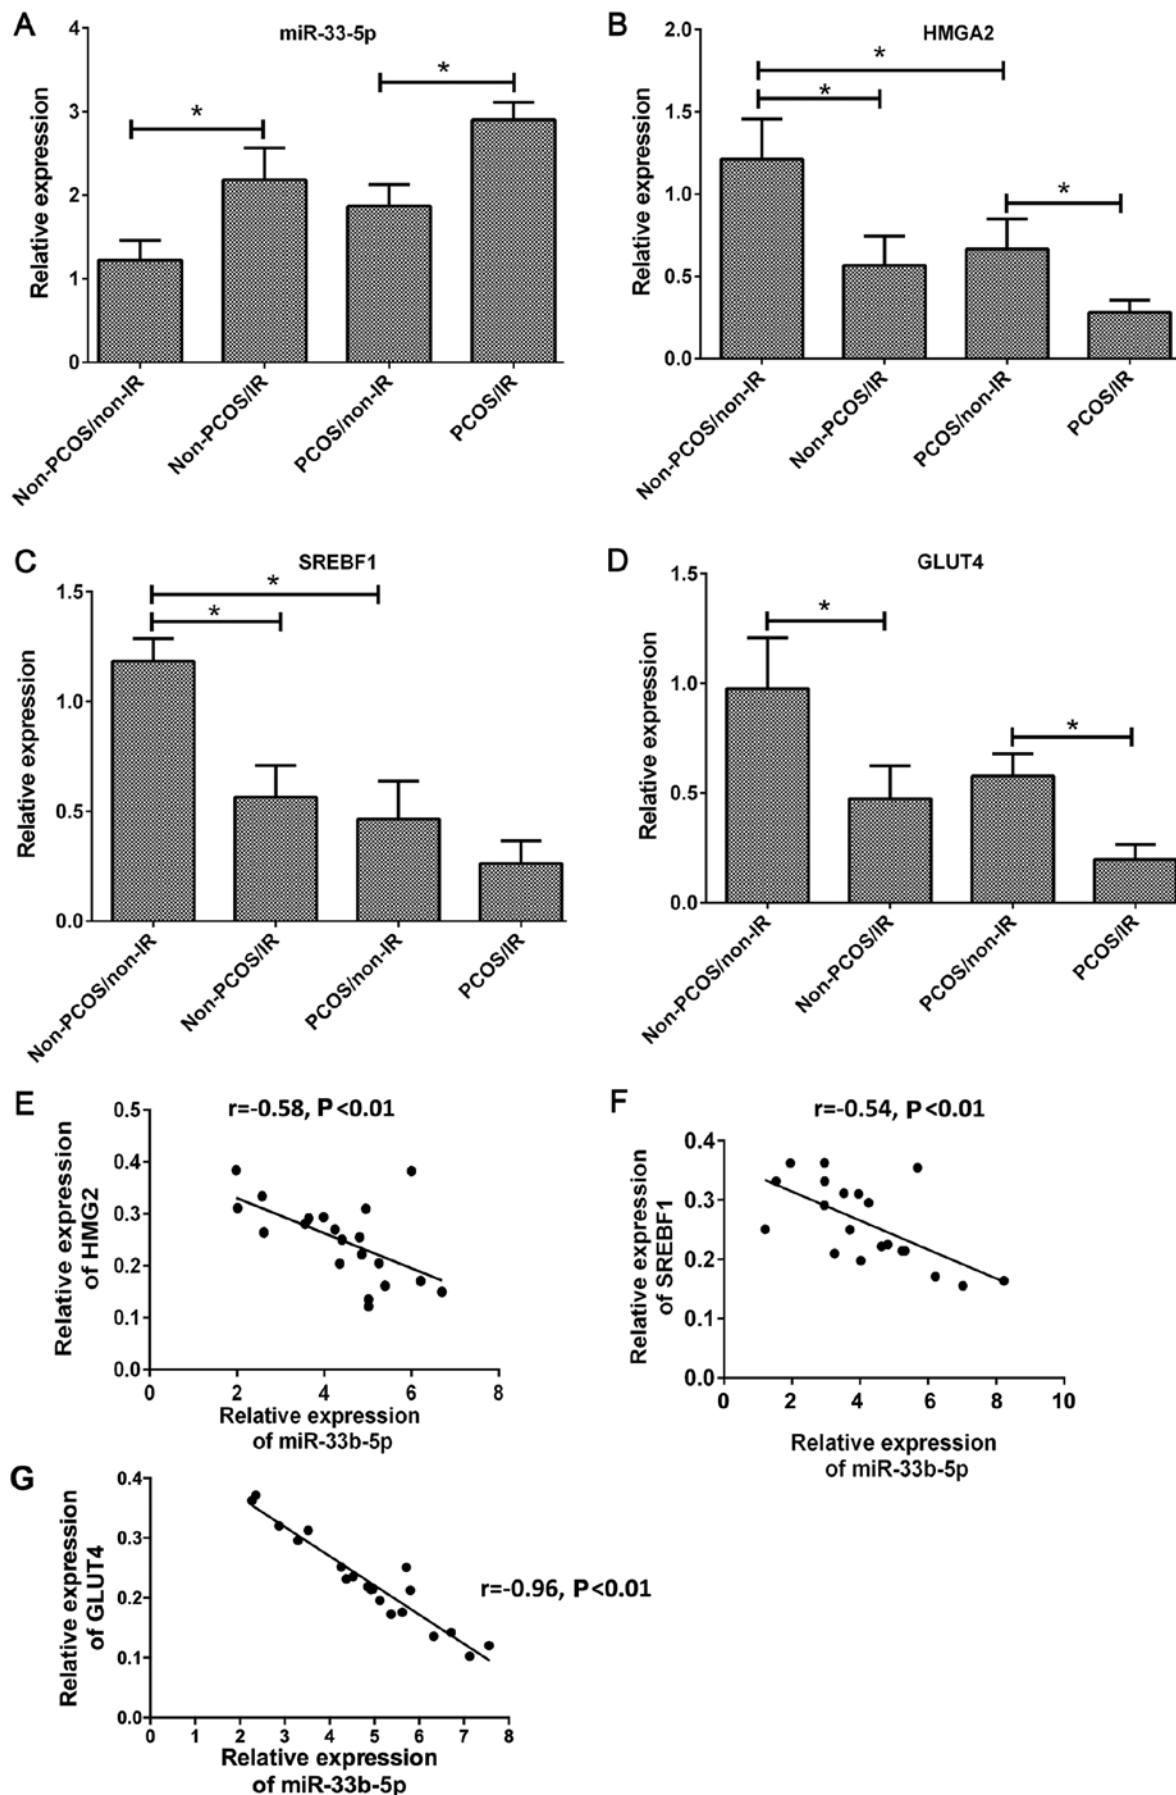 A
miR-33-5p
Relative expression
4
3
2
1
0
*
*
Non-PCOS/non-IR
Non-PCOS/IR
PCOS/non-IR
PCOS/IR
B
HMGA2
Relative expression
2.0
1.5
1.0
0.5
0.0
*
*
*
Non-PCOS/non-IR
Non-PCOS/IR
PCOS/non-IR
PCOS/IR
C
SREBF1
Relative expression
1.5
1.0
0.5
0.0
*
*
Non-PCOS/non-IR
Non-PCOS/IR
PCOS/non-IR
PCOS/IR
D
GLUT4
Relative expression
1.5
1.0
0.5
0.0
*
*
Non-PCOS/non-IR
Non-PCOS/IR
PCOS/non-IR
PCOS/IR
E
r=-0.58, P<0.01
Relative expression
of HMG2
0.5
0.4
0.3
0.2
0.1
0.0
0 2 4 6 8
Relative expression
of miR-33b-5p
F
r=-0.54, P<0.01
Relative expression
of SREBF1
0.4
0.3
0.2
0.1
0.0
0 2 4 6 8 10
Relative expression
of miR-33b-5p
G
r=-0.96, P<0.01
Relative expression
of GLUT4
0.4
0.3
0.2
0.1
0.0
0 1 2 3 4 5 6 7 8
Relative expression
of miR-33b-5p